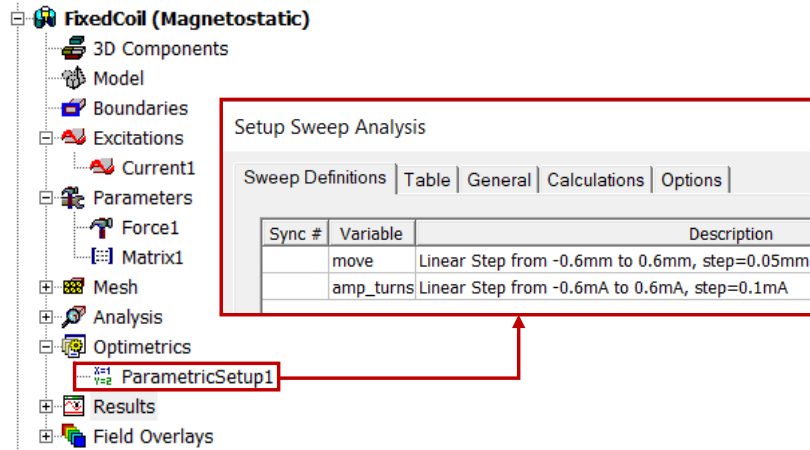 FixedCoil (Magnetostatic)
3D Components
Model
Boundaries
Excitations
Current1
Parameters
Force1
Matrix1
Mesh
Analysis
Optimetrics
X=1
Y=2
ParametricSetup1
Results
Field Overlays
Setup Sweep Analysis
Sweep Definitions Table General Calculations Options
Sync # Variable Description
move Linear Step from -0.6mm to 0.6mm, step=0.05mm
amp_turns Linear Step from -0.6mA to 0.6mA, step=0.1mA